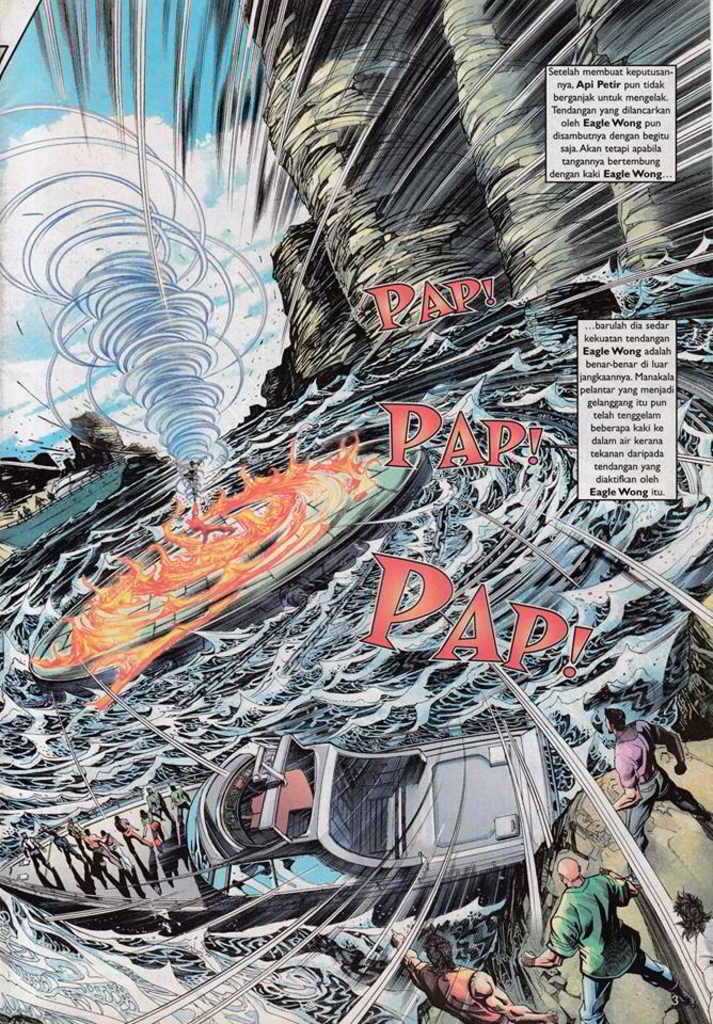 Setelah membuat keputusan-
nya, Api Petir pun tidak
berganjak untuk mengelak.
Tendangan yang dilancarkan
oleh Eagle Wong pun
disambutnya dengan begitu
saja. Akan tetapi apabila
tangannya bertembung
dengan kaki Eagle Wong...
PAP!
...barulah dia sedar
kekuatan tendangan
Eagle Wong adalah
benar-benar di luar
jangkaannya. Manakala
pelantar yang menjadi
gelanggang itu pun
telah tenggelam
beberapa kaki ke
dalam air kerana
tekanan daripada
tendangan yang
diaktifkan oleh
Eagle Wong itu.
PAP!
PAP!
3